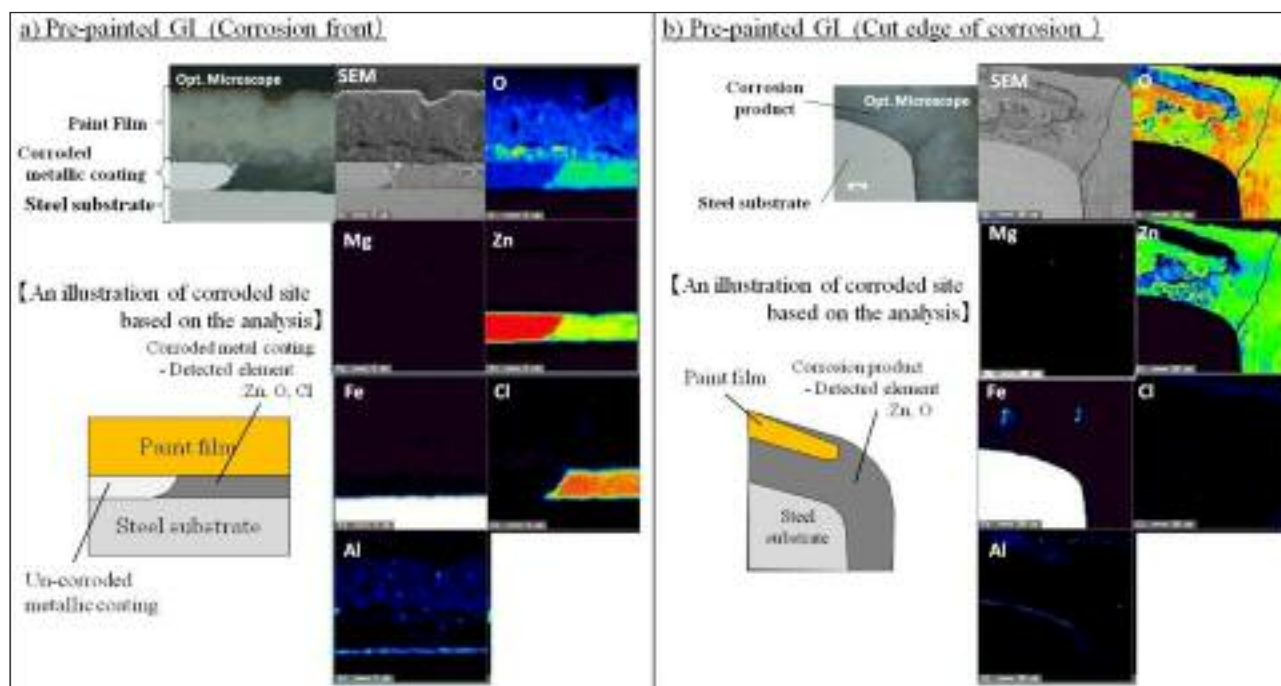 a) Pre-painted GI (Corrosion front)
Opt. Microscope
SEM
O
Paint Film
Corroded
metallic coating
Steel substrate
Mg
Zn
【An illustration of corroded site
based on the analysis】
Corroded metal coating
- Detected element
Zn, O, Cl
Fe
Cl
Paint film
Steel substrate
Un-corroded
metallic coating
Al
b) Pre-painted GI (Cut edge of corrosion )
Corrosion
product
Opt. Microscope
SEM
O
Steel substrate
Mg
Zn
【An illustration of corroded site
based on the analysis】
Paint film
Corrosion product
- Detected element
Zn, O
Fe
Cl
Steel
substrate
Al